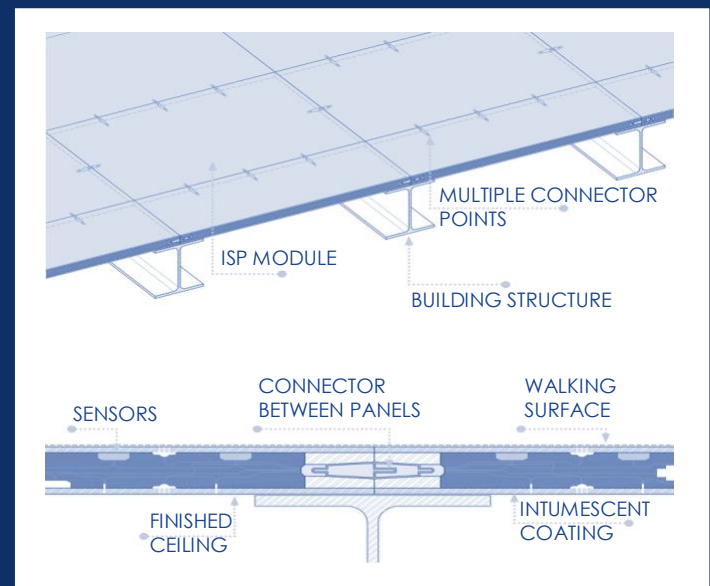 MULTIPLE CONNECTOR
POINTS
ISP MODULE
BUILDING STRUCTURE
CONNECTOR
BETWEEN PANELS
WALKING
SURFACE
SENSORS
FINISHED
CEILING
INTUMESCENT
COATING